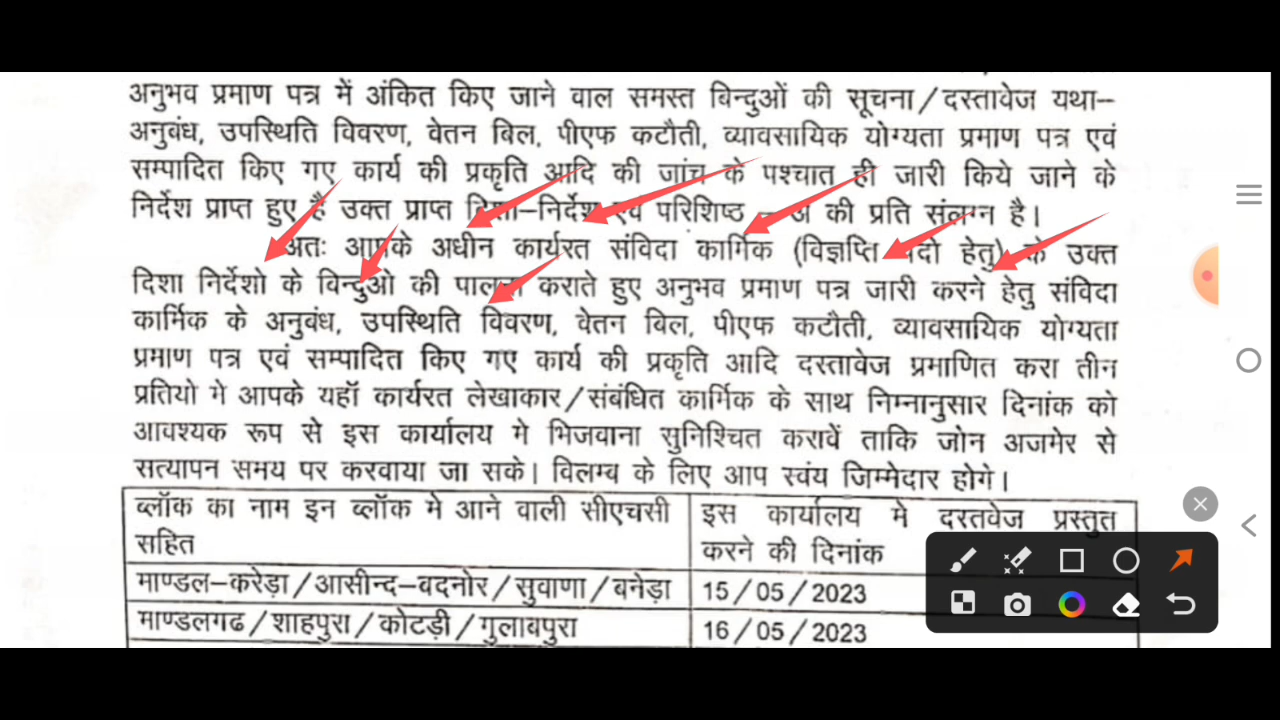 अनुभव प्रमाण पत्र में अंकित किए जाने वाल समस्त बिन्दुओं की सूचना/दस्तावेज यथा–
अनुबंध, उपस्थिति विवरण, वेतन बिल, पीएफ कटौती, व्यावसायिक योग्यता प्रमाण पत्र एवं
सम्पादित किए गए कार्य की प्रकृति आदि की जांच के पश्चात ही जारी किये जाने के
निर्देश प्राप्त हुए है उक्त प्राप्त दिशा–निर्देश एवं परिशिष्ठ – अ की प्रति संलग्न है।
अतः आपके अधीन कार्यरत संविदा कार्मिक (विज्ञप्ति पदो हेतु) के उक्त
दिशा निर्देशो के बिन्दुओ की पालना कराते हुए अनुभव प्रमाण पत्र जारी करने हेतु संविदा
कार्मिक के अनुबंध, उपस्थिति विवरण, वेतन बिल, पीएफ कटौती, व्यावसायिक योग्यता
प्रमाण पत्र एवं सम्पादित किए गए कार्य की प्रकृति आदि दस्तावेज प्रमाणित करा तीन
प्रतियो मे आपके यहॉ कार्यरत लेखाकार/संबंधित कार्मिक के साथ निम्नानुसार दिनांक को
आवश्यक रूप से इस कार्यालय मे भिजवाना सुनिश्चित करावें ताकि जोन अजमेर से
सत्यापन समय पर करवाया जा सके। विलम्ब के लिए आप स्वंय जिम्मेदार होगे।
ब्लॉक का नाम इन ब्लॉक मे आने वाली सीएचसी
सहित
इस कार्यालय मे दस्तवेज प्रस्तुत
करने की दिनांक
माण्डल–करेड़ा/आसीन्द–बदनोर/सुवाणा/बनेड़ा
15/05/2023
माण्डलगढ/शाहपुरा/कोटड़ी/गुलाबपुरा
16/05/2023